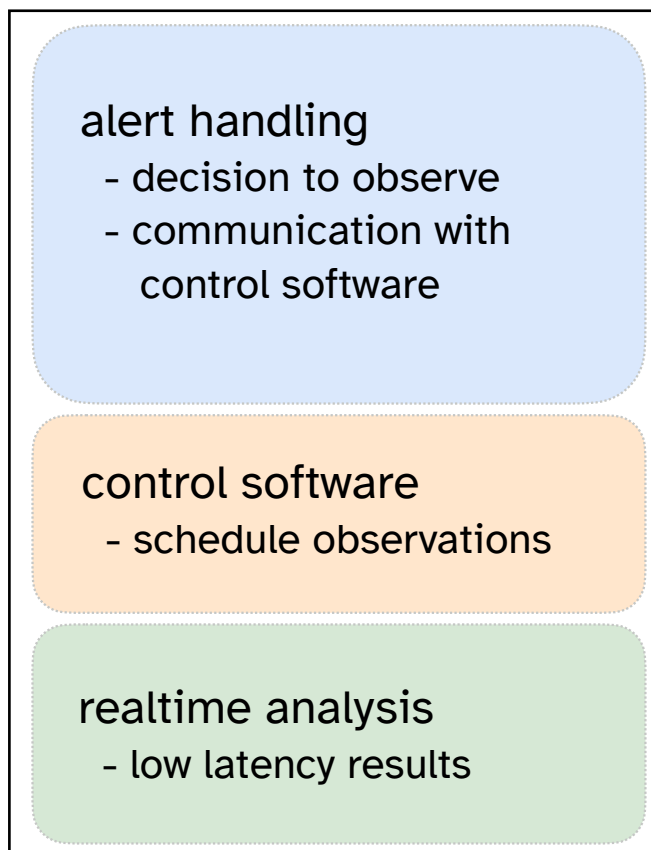 alert handling
- decision to observe
- communication with
control software
control software
- schedule observations
realtime analysis
- low latency results